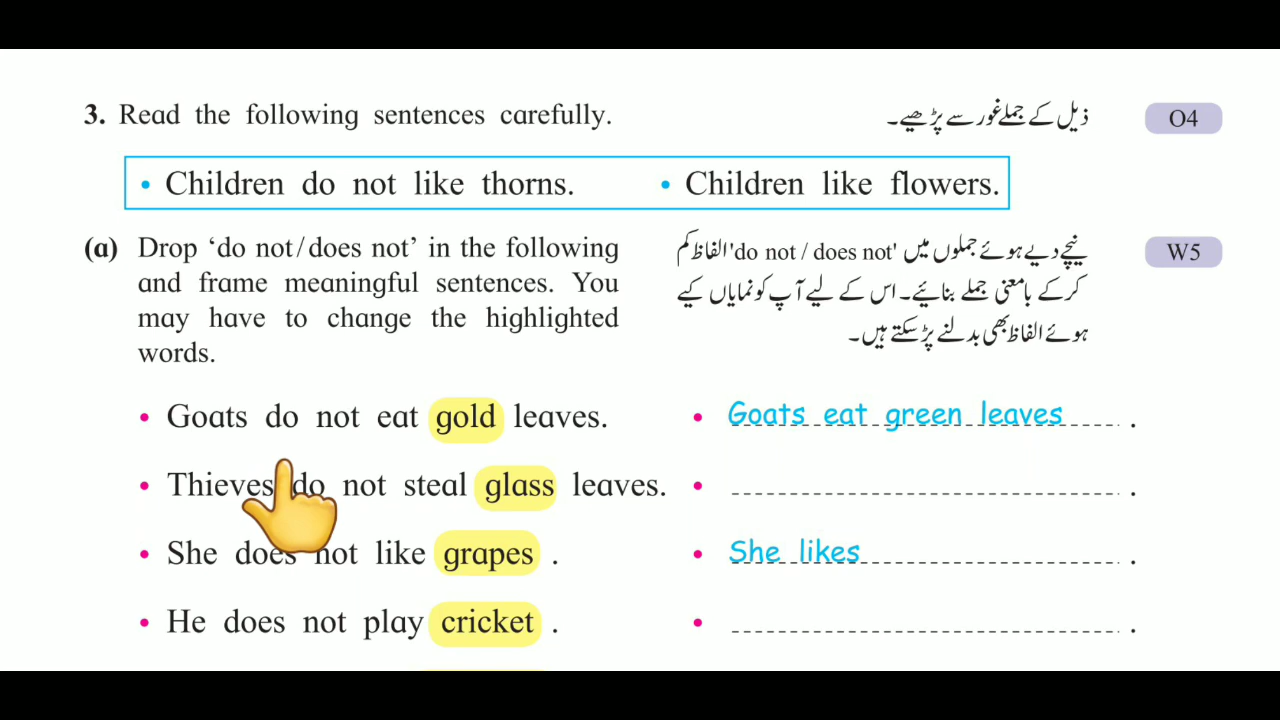 3. Read the following sentences carefully.
ذیل کے جملے غور سے پڑھیے۔
O4
• Children do not like thorns. • Children like flowers.
(a) Drop ‘do not/does not’ in the following
and frame meaningful sentences. You
may have to change the highlighted
words.
نیچے دیے ہوئے جملوں میں 'do not / does not' الفاظ کم
کرکے بامعنی جملے بنائیے۔ اس کے لیے آپ کو نمایاں کیے
ہوئے الفاظ بھی بدلنے پڑ سکتے ہیں۔
W5
• Goats do not eat gold leaves. • Goats eat green leaves .
• Thieves do not steal glass leaves. • .
• She does not like grapes . • She likes .
• He does not play cricket . • .